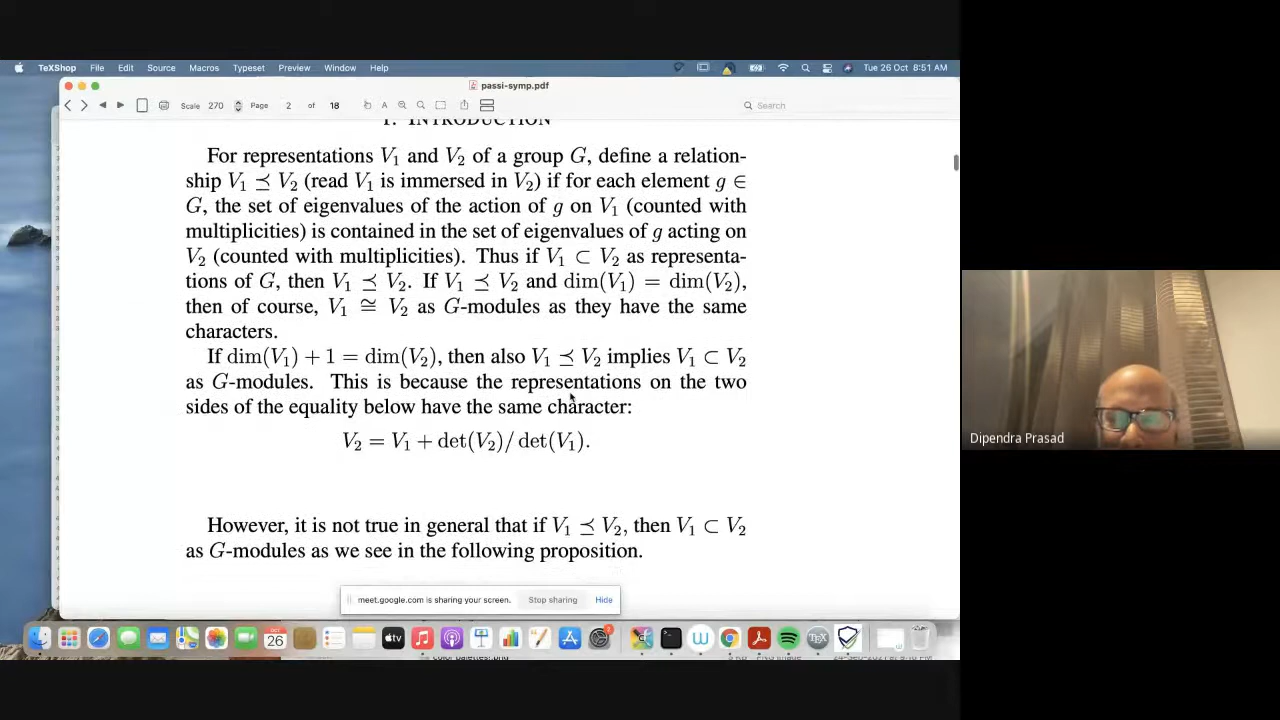 TeXShop File Edit Source Macros Typeset Preview Window Help Tue 26 Oct 8:51 AM
passi-symp.pdf
Scale 270 Page 2 of 18 Search
1. INTRODUCTION
For representations V₁ and V₂ of a group G, define a relation-
ship V₁ ⪯ V₂ (read V₁ is immersed in V₂) if for each element g ∈
G, the set of eigenvalues of the action of g on V₁ (counted with
multiplicities) is contained in the set of eigenvalues of g acting on
V₂ (counted with multiplicities). Thus if V₁ ⊂ V₂ as representa-
tions of G, then V₁ ⪯ V₂. If V₁ ⪯ V₂ and dim(V₁) = dim(V₂),
then of course, V₁ ≅ V₂ as G-modules as they have the same
characters.
If dim(V₁) + 1 = dim(V₂), then also V₁ ⪯ V₂ implies V₁ ⊂ V₂
as G-modules. This is because the representations on the two
sides of the equality below have the same character:
V₂ = V₁ + det(V₂)/ det(V₁).
However, it is not true in general that if V₁ ⪯ V₂, then V₁ ⊂ V₂
as G-modules as we see in the following proposition.
meet.google.com is sharing your screen. Stop sharing Hide
Dipendra Prasad